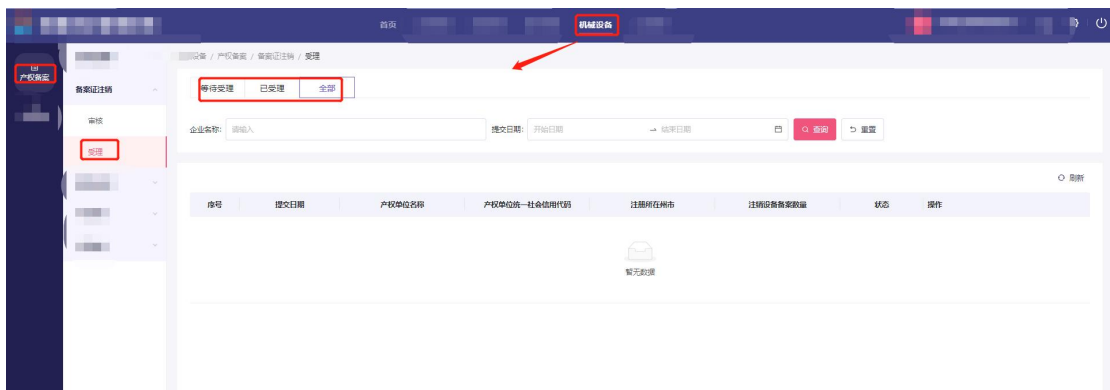 首页 机械设备
产权备案
设备 / 产权备案 / 备案证注销 / 受理
备案证注销
等待受理 已受理 全部
审核
企业名称: 请输入 提交日期: 开始日期 → 结束日期 查询 重置
受理
刷新
序号 提交日期 产权单位名称 产权单位统一社会信用代码 注册所在州市 注销设备备案数量 状态 操作
暂无数据